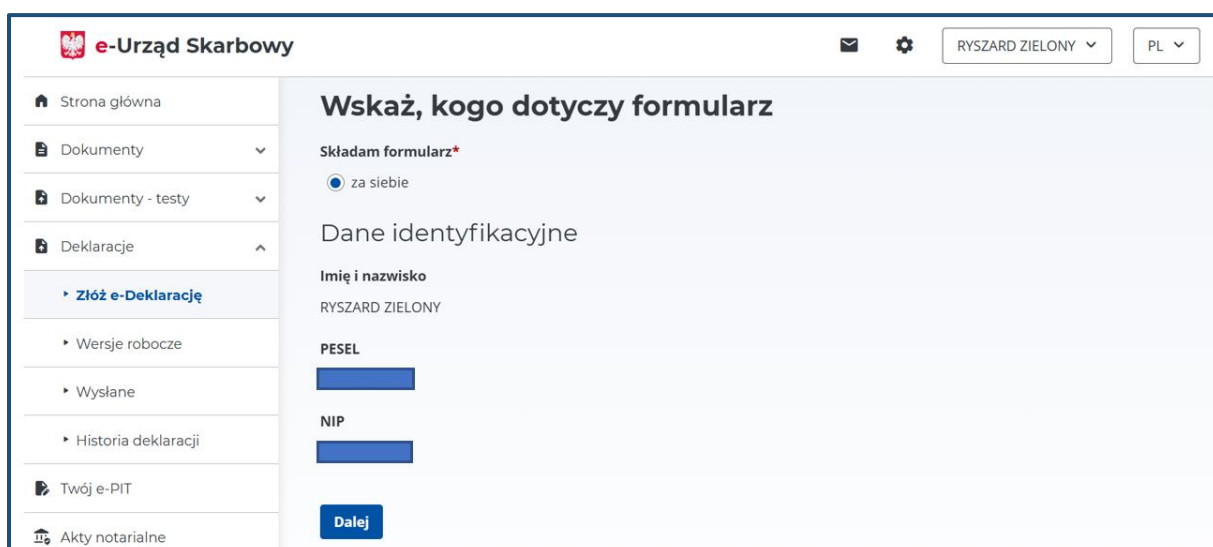 e-Urząd Skarbowy
RYSZARD ZIELONY
PL
Strona główna
Dokumenty
Dokumenty - testy
Deklaracje
Złóż e-Deklarację
Wersje robocze
Wysłane
Historia deklaracji
Twój e-PIT
Akty notarialne
Wskaż, kogo dotyczy formularz
Składam formularz*
za siebie
Dane identyfikacyjne
Imię i nazwisko
RYSZARD ZIELONY
PESEL
NIP
Dalej